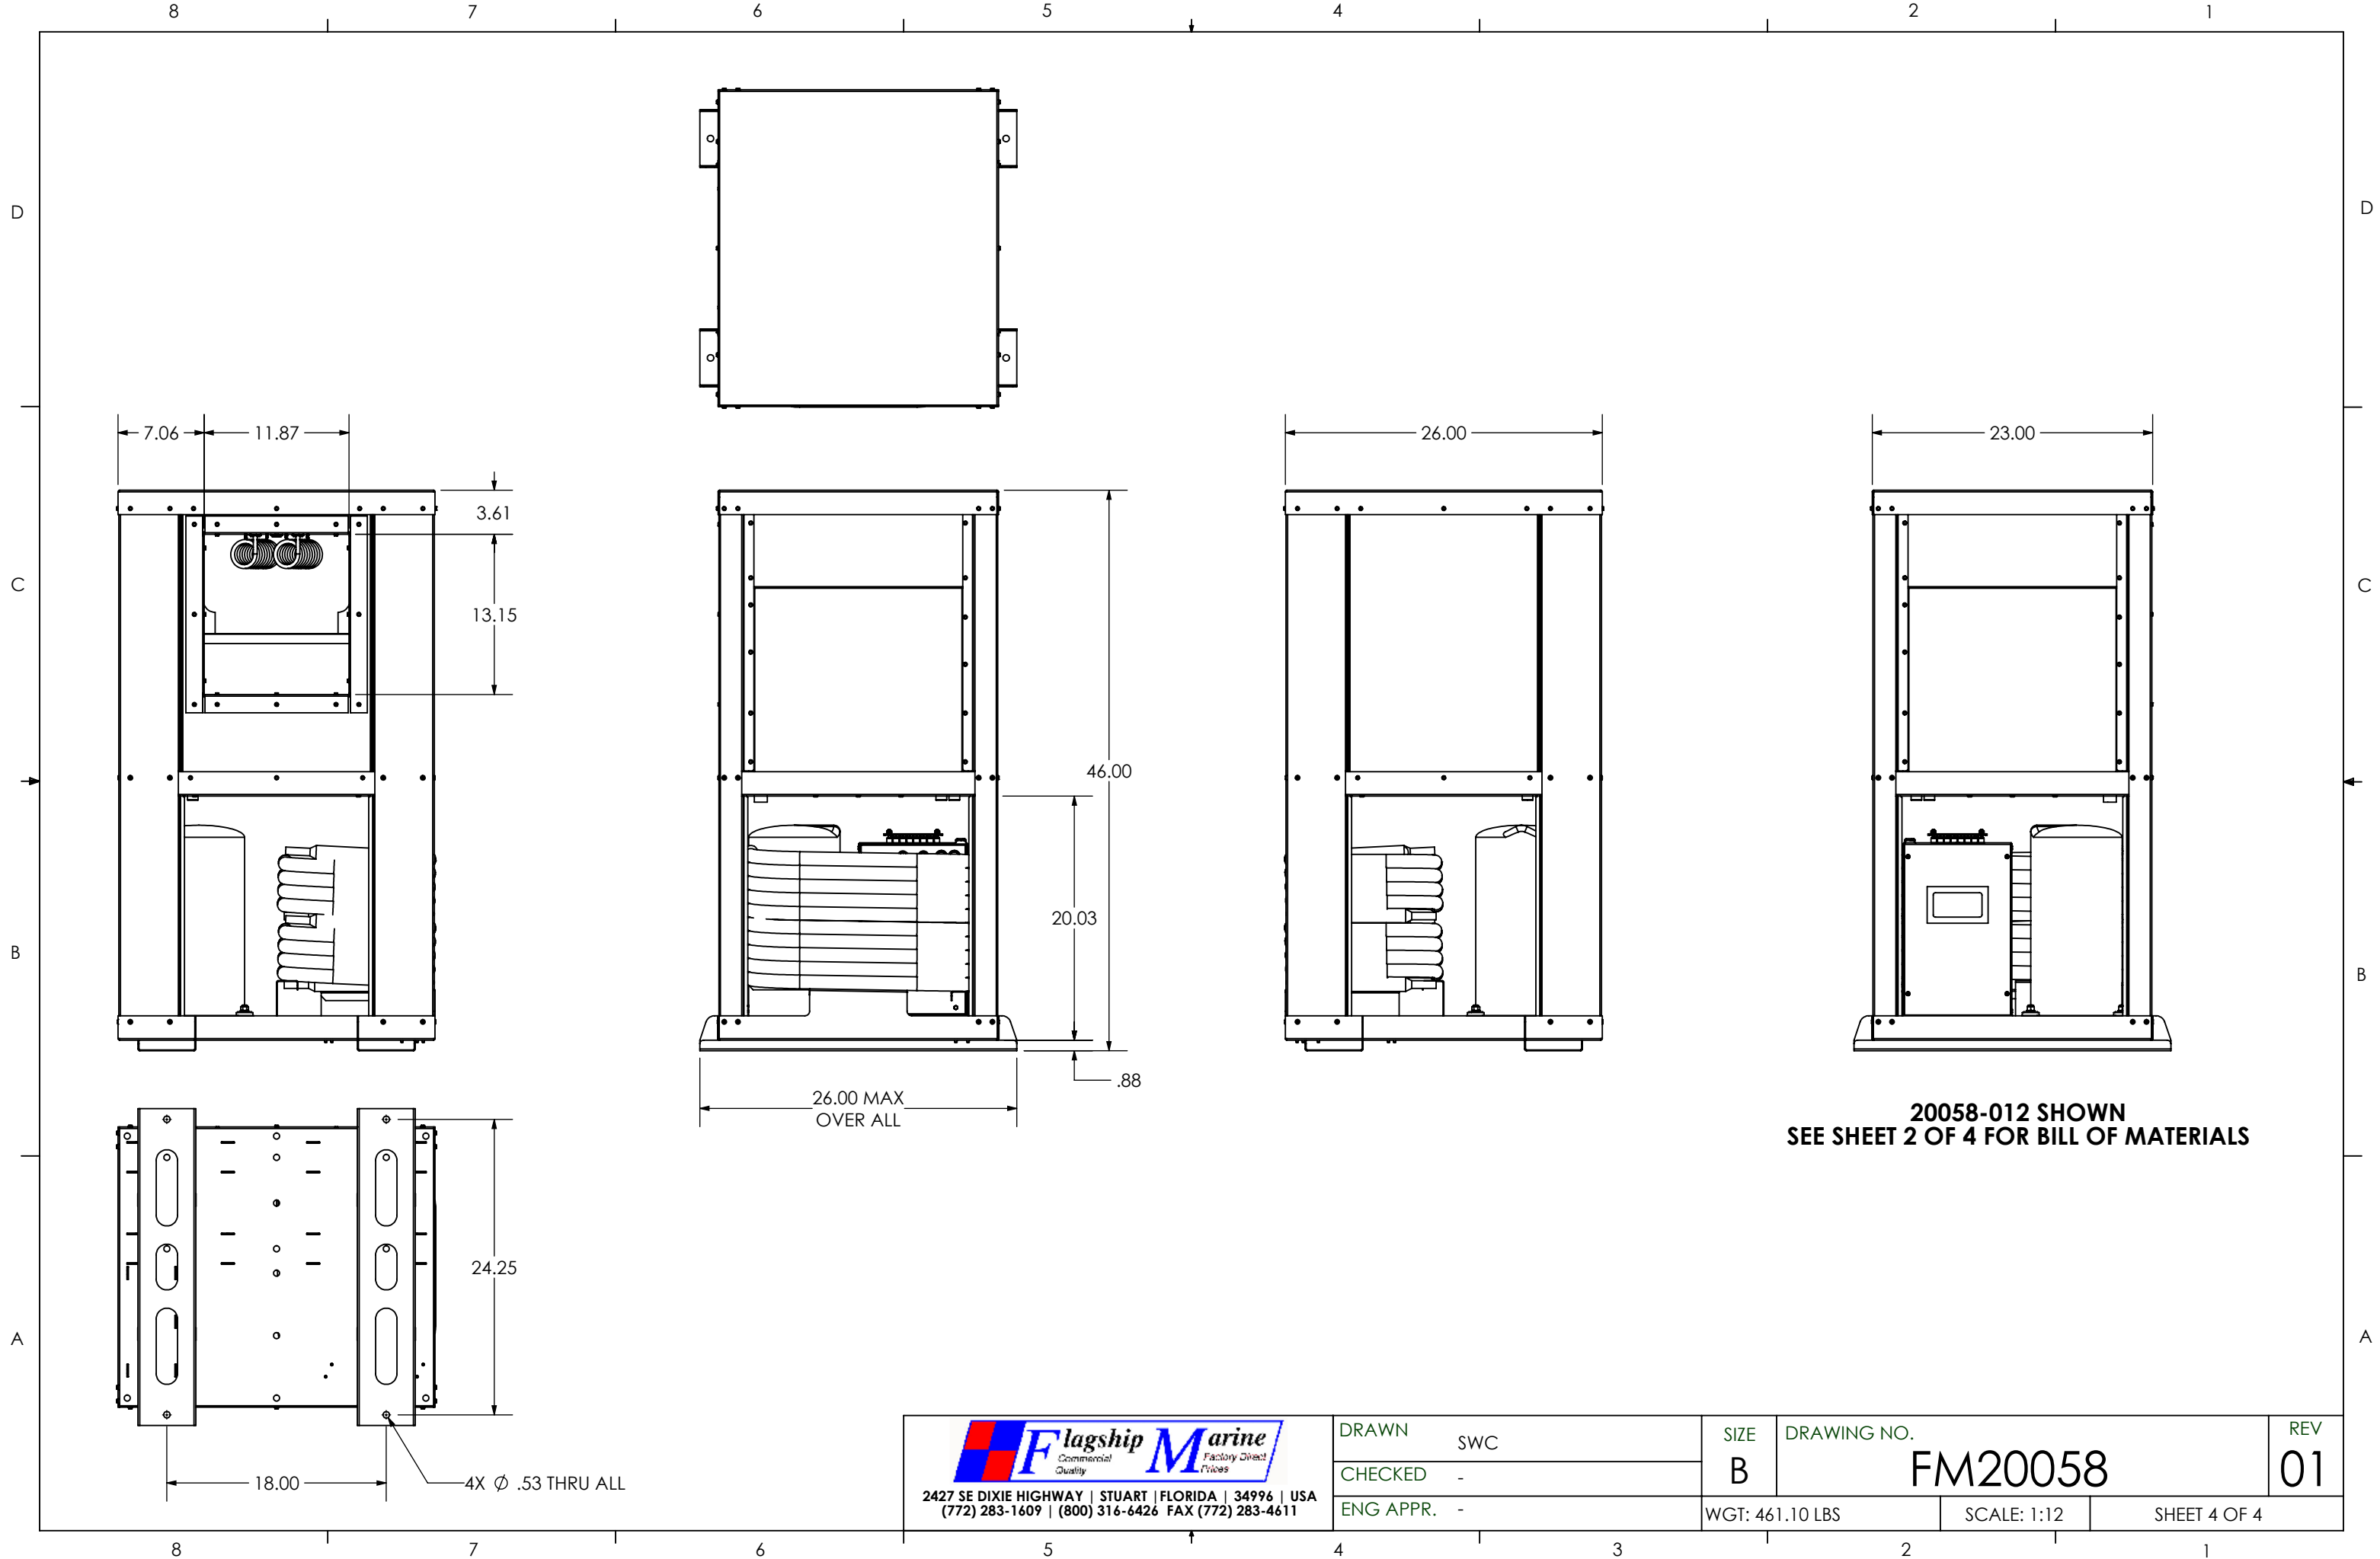 8 7 6 5 4 2 1
D D
7.06 11.87 26.00 23.00
3.61
C C
13.15
46.00
20.03
B B
.88
26.00 MAX
OVER ALL
20058-012 SHOWN
SEE SHEET 2 OF 4 FOR BILL OF MATERIALS
24.25
A A
18.00
4X Ø .53 THRU ALL
Flagship Marine
Commercial
Quality
Factory Direct
Prices
2427 SE DIXIE HIGHWAY | STUART |FLORIDA | 34996 | USA
(772) 283-1609 | (800) 316-6426 FAX (772) 283-4611
DRAWN SWC
CHECKED -
ENG APPR. -
SIZE
B
DRAWING NO.
FM20058
REV
01
WGT: 461.10 LBS
SCALE: 1:12
SHEET 4 OF 4
8 7 6 5 4 3 2 1